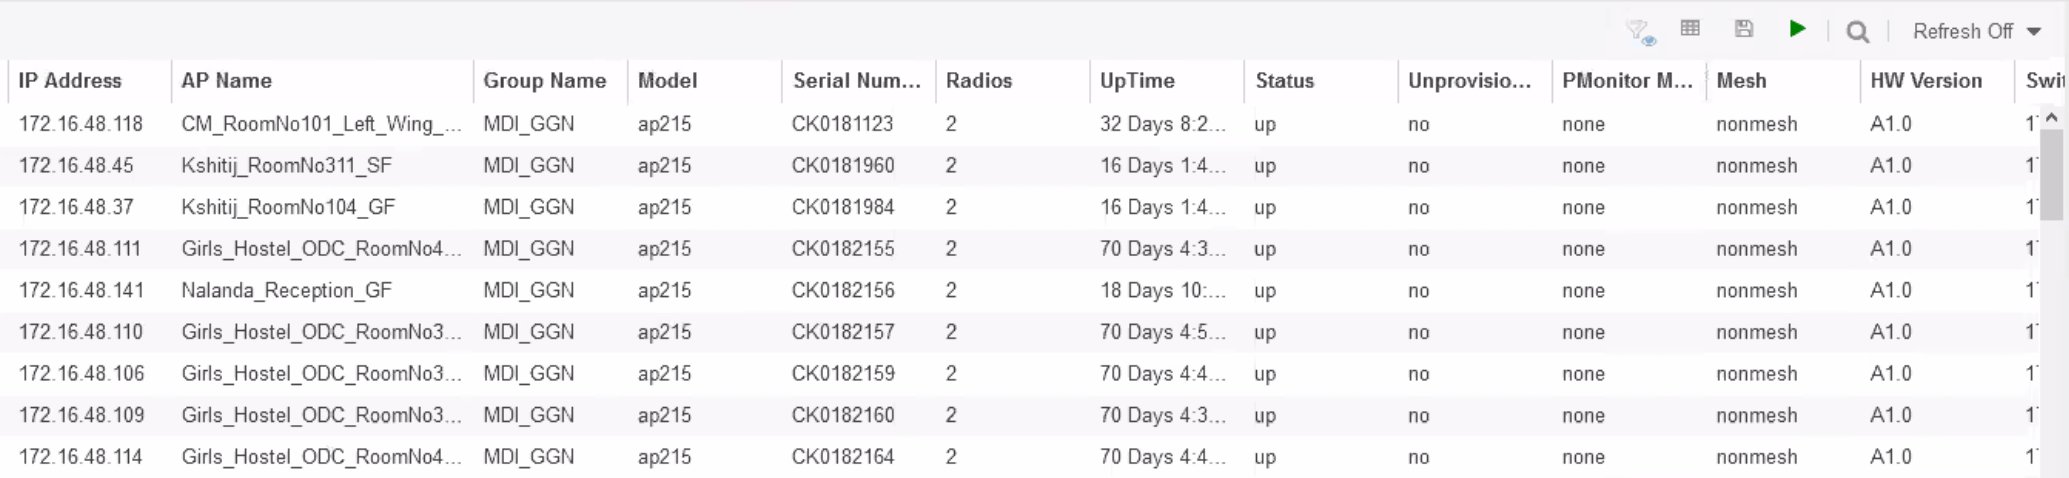 Refresh Off
IP Address AP Name Group Name Model Serial Num... Radios UpTime Status Unprovisio... PMonitor M... Mesh HW Version Swit
172.16.48.118 CM_RoomNo101_Left_Wing_... MDI_GGN ap215 CK0181123 2 32 Days 8:2... up no none nonmesh A1.0 1
172.16.48.45 Kshitij_RoomNo311_SF MDI_GGN ap215 CK0181960 2 16 Days 1:4... up no none nonmesh A1.0 1
172.16.48.37 Kshitij_RoomNo104_GF MDI_GGN ap215 CK0181984 2 16 Days 1:4... up no none nonmesh A1.0 1
172.16.48.111 Girls_Hostel_ODC_RoomNo4... MDI_GGN ap215 CK0182155 2 70 Days 4:3... up no none nonmesh A1.0 1
172.16.48.141 Nalanda_Reception_GF MDI_GGN ap215 CK0182156 2 18 Days 10:... up no none nonmesh A1.0 1
172.16.48.110 Girls_Hostel_ODC_RoomNo3... MDI_GGN ap215 CK0182157 2 70 Days 4:5... up no none nonmesh A1.0 1
172.16.48.106 Girls_Hostel_ODC_RoomNo3... MDI_GGN ap215 CK0182159 2 70 Days 4:4... up no none nonmesh A1.0 1
172.16.48.109 Girls_Hostel_ODC_RoomNo3... MDI_GGN ap215 CK0182160 2 70 Days 4:3... up no none nonmesh A1.0 1
172.16.48.114 Girls_Hostel_ODC_RoomNo4... MDI_GGN ap215 CK0182164 2 70 Days 4:4... up no none nonmesh A1.0 1